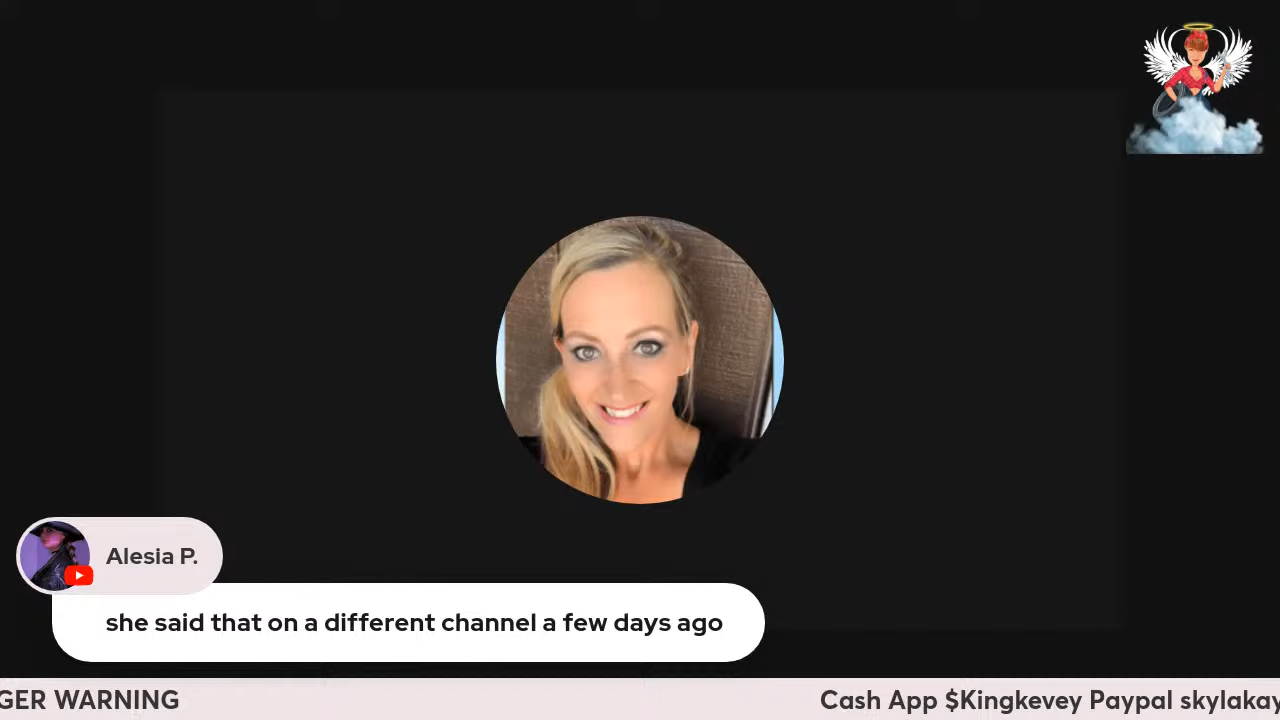 Alesia P.
she said that on a different channel a few days ago
GER WARNING Cash App $Kingkevey Paypal skylakay